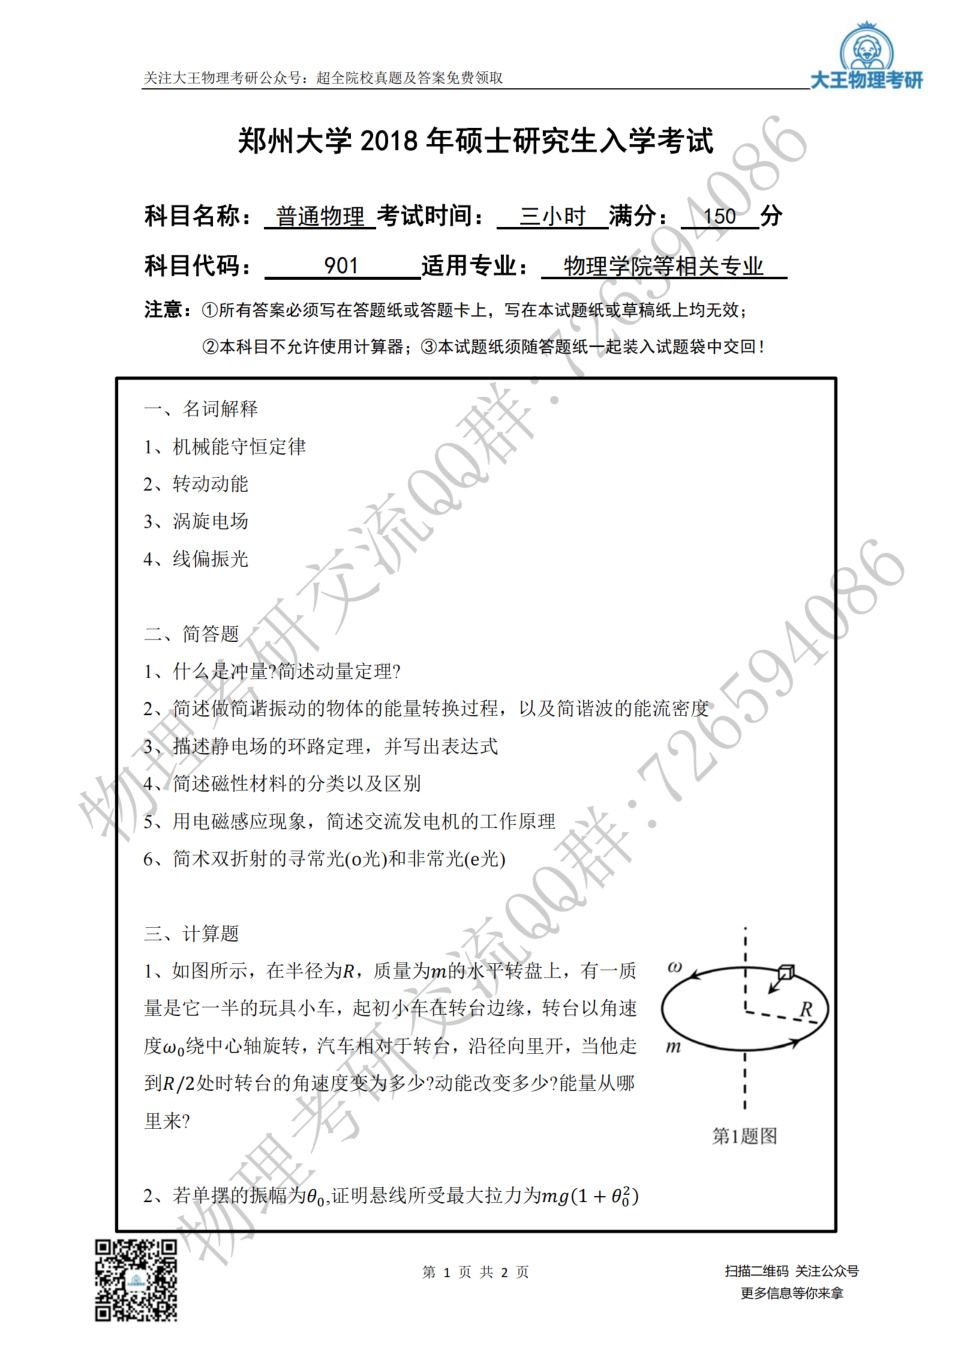 关注大王物理考研公众号：超全院校真题及答案免费领取
大王物理考研
郑州大学 2018 年硕士研究生入学考试
科目名称： 普通物理 考试时间： 三小时 满分： 150 分
科目代码： 901 适用专业： 物理学院等相关专业
注意：①所有答案必须写在答题纸或答题卡上，写在本试题纸或草稿纸上均无效；
②本科目不允许使用计算器；③本试题纸须随答题纸一起装入试题袋中交回！
一、名词解释
1、机械能守恒定律
2、转动动能
3、涡旋电场
4、线偏振光
二、简答题
1、什么是冲量?简述动量定理?
2、简述做简谐振动的物体的能量转换过程，以及简谐波的能流密度
3、描述静电场的环路定理，并写出表达式
4、简述磁性材料的分类以及区别
5、用电磁感应现象，简述交流发电机的工作原理
6、简术双折射的寻常光(o光)和非常光(e光)
三、计算题
1、如图所示，在半径为R，质量为m的水平转盘上，有一质
量是它一半的玩具小车，起初小车在转台边缘，转台以角速
度ω₀绕中心轴旋转，汽车相对于转台，沿径向里开，当他走
到R/2处时转台的角速度变为多少?动能改变多少?能量从哪
里来?
ω
R
m
第1题图
2、若单摆的振幅为θ₀,证明悬线所受最大拉力为mg(1 + θ₀²)
物理考研交流QQ群：726594086
物理考研交流QQ群：726594086
大王物理考研
第 1 页 共 2 页
扫描二维码 关注公众号
更多信息等你来拿